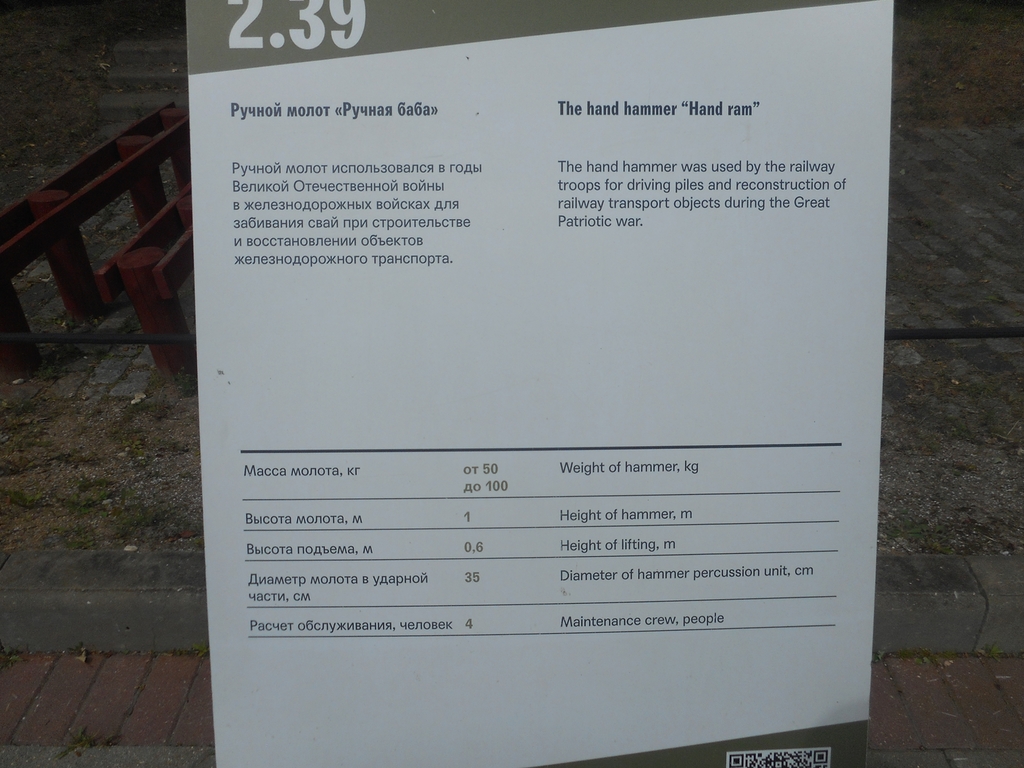 2.39
Ручной молот «Ручная баба»
Ручной молот использовался в годы
Великой Отечественной войны
в железнодорожных войсках для
забивания свай при строительстве
и восстановлении объектов
железнодорожного транспорта.
The hand hammer “Hand ram”
The hand hammer was used by the railway
troops for driving piles and reconstruction of
railway transport objects during the Great
Patriotic war.
Масса молота, кг от 50 Weight of hammer, kg
до 100
Высота молота, м 1 Height of hammer, m
Высота подъема, м 0,6 Height of lifting, m
Диаметр молота в ударной 35 Diameter of hammer percussion unit, cm
части, см
Расчет обслуживания, человек 4 Maintenance crew, people